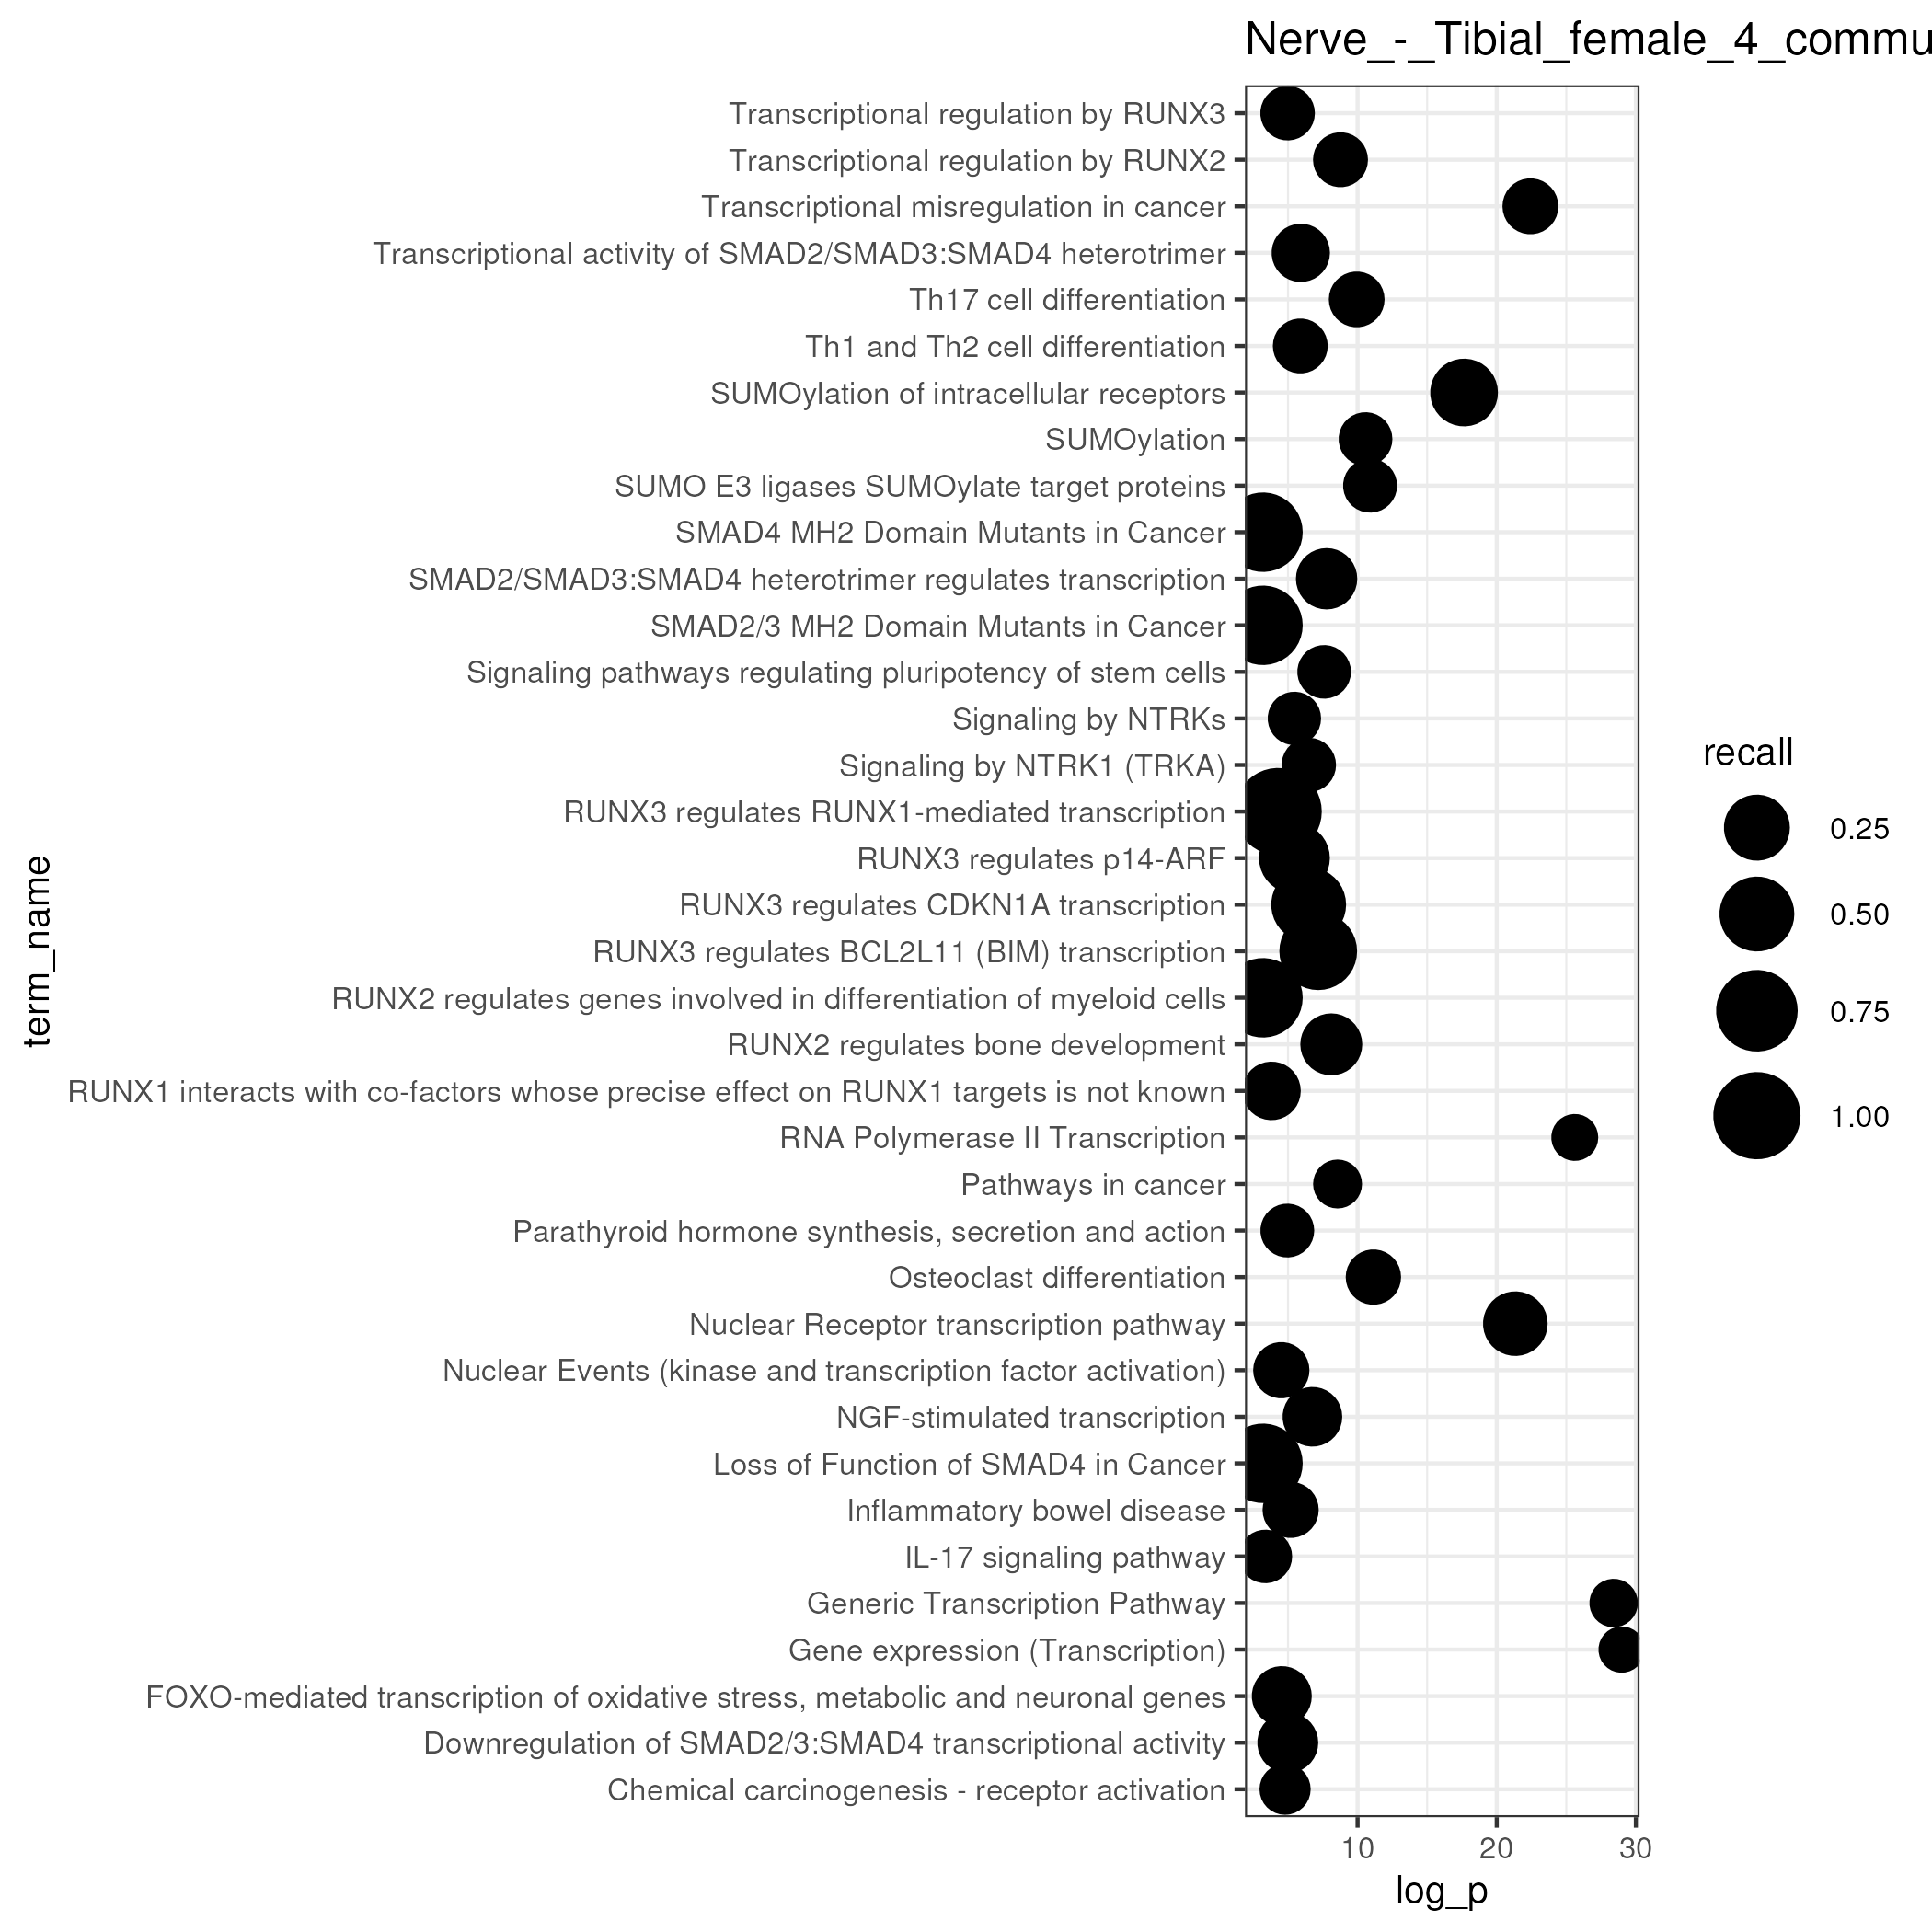 Nerve_-_Tibial_female_4_commu
Transcriptional regulation by RUNX3
Transcriptional regulation by RUNX2
Transcriptional misregulation in cancer
Transcriptional activity of SMAD2/SMAD3:SMAD4 heterotrimer
Th17 cell differentiation
Th1 and Th2 cell differentiation
SUMOylation of intracellular receptors
SUMOylation
SUMO E3 ligases SUMOylate target proteins
SMAD4 MH2 Domain Mutants in Cancer
SMAD2/SMAD3:SMAD4 heterotrimer regulates transcription
SMAD2/3 MH2 Domain Mutants in Cancer
Signaling pathways regulating pluripotency of stem cells
Signaling by NTRKs
Signaling by NTRK1 (TRKA)
RUNX3 regulates RUNX1-mediated transcription
RUNX3 regulates p14-ARF
RUNX3 regulates CDKN1A transcription
RUNX3 regulates BCL2L11 (BIM) transcription
RUNX2 regulates genes involved in differentiation of myeloid cells
RUNX2 regulates bone development
RUNX1 interacts with co-factors whose precise effect on RUNX1 targets is not known
RNA Polymerase II Transcription
Pathways in cancer
Parathyroid hormone synthesis, secretion and action
Osteoclast differentiation
Nuclear Receptor transcription pathway
Nuclear Events (kinase and transcription factor activation)
NGF-stimulated transcription
Loss of Function of SMAD4 in Cancer
Inflammatory bowel disease
IL-17 signaling pathway
Generic Transcription Pathway
Gene expression (Transcription)
FOXO-mediated transcription of oxidative stress, metabolic and neuronal genes
Downregulation of SMAD2/3:SMAD4 transcriptional activity
Chemical carcinogenesis - receptor activation
term_name
10 20 30
log_p
recall
0.25
0.50
0.75
1.00